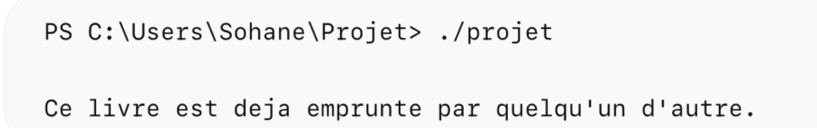 PS C:\Users\Sohane\Projet> ./projet
Ce livre est deja emprunte par quelqu'un d'autre.